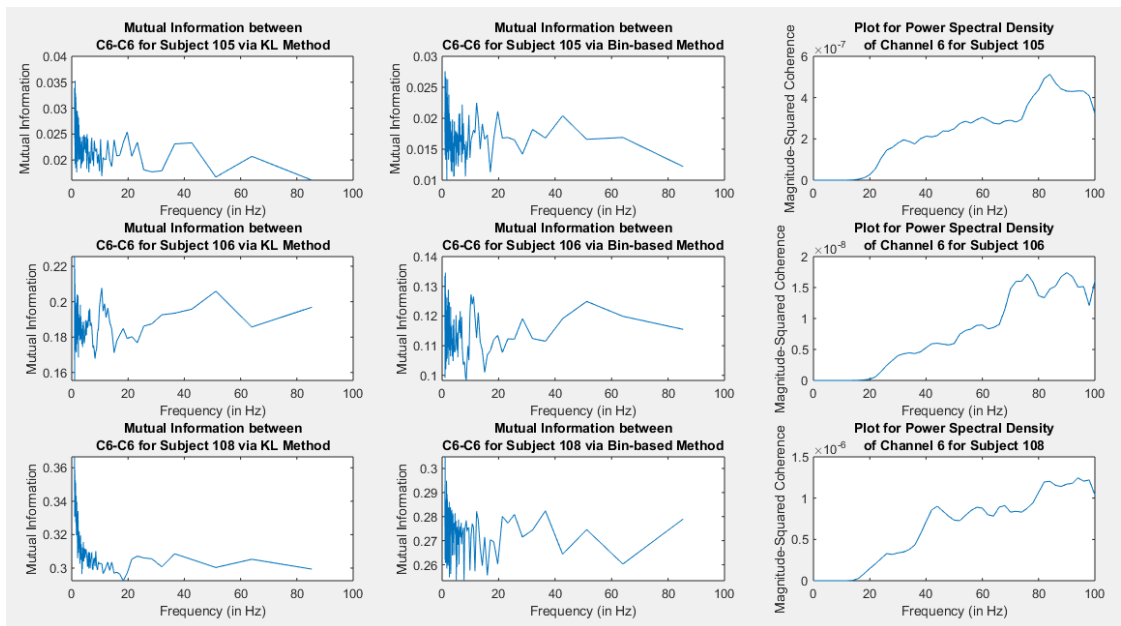 Mutual Information between
C6-C6 for Subject 105 via KL Method
0.04
0.035
0.03
0.025
0.02
Mutual Information
0 20 40 60 80 100
Frequency (in Hz)
Mutual Information between
C6-C6 for Subject 105 via Bin-based Method
0.03
0.025
0.02
0.015
0.01
Mutual Information
0 20 40 60 80 100
Frequency (in Hz)
Plot for Power Spectral Density
of Channel 6 for Subject 105
×10-7
6
4
2
0
Magnitude-Squared Coherence
0 20 40 60 80 100
Frequency (in Hz)
Mutual Information between
C6-C6 for Subject 106 via KL Method
0.22
0.2
0.18
0.16
Mutual Information
0 20 40 60 80 100
Frequency (in Hz)
Mutual Information between
C6-C6 for Subject 106 via Bin-based Method
0.14
0.13
0.12
0.11
0.1
Mutual Information
0 20 40 60 80 100
Frequency (in Hz)
Plot for Power Spectral Density
of Channel 6 for Subject 106
×10-8
2
1.5
1
0.5
0
Magnitude-Squared Coherence
0 20 40 60 80 100
Frequency (in Hz)
Mutual Information between
C6-C6 for Subject 108 via KL Method
0.36
0.34
0.32
0.3
Mutual Information
0 20 40 60 80 100
Frequency (in Hz)
Mutual Information between
C6-C6 for Subject 108 via Bin-based Method
0.3
0.29
0.28
0.27
0.26
Mutual Information
0 20 40 60 80 100
Frequency (in Hz)
Plot for Power Spectral Density
of Channel 6 for Subject 108
×10-6
1.5
1
0.5
0
Magnitude-Squared Coherence
0 20 40 60 80 100
Frequency (in Hz)